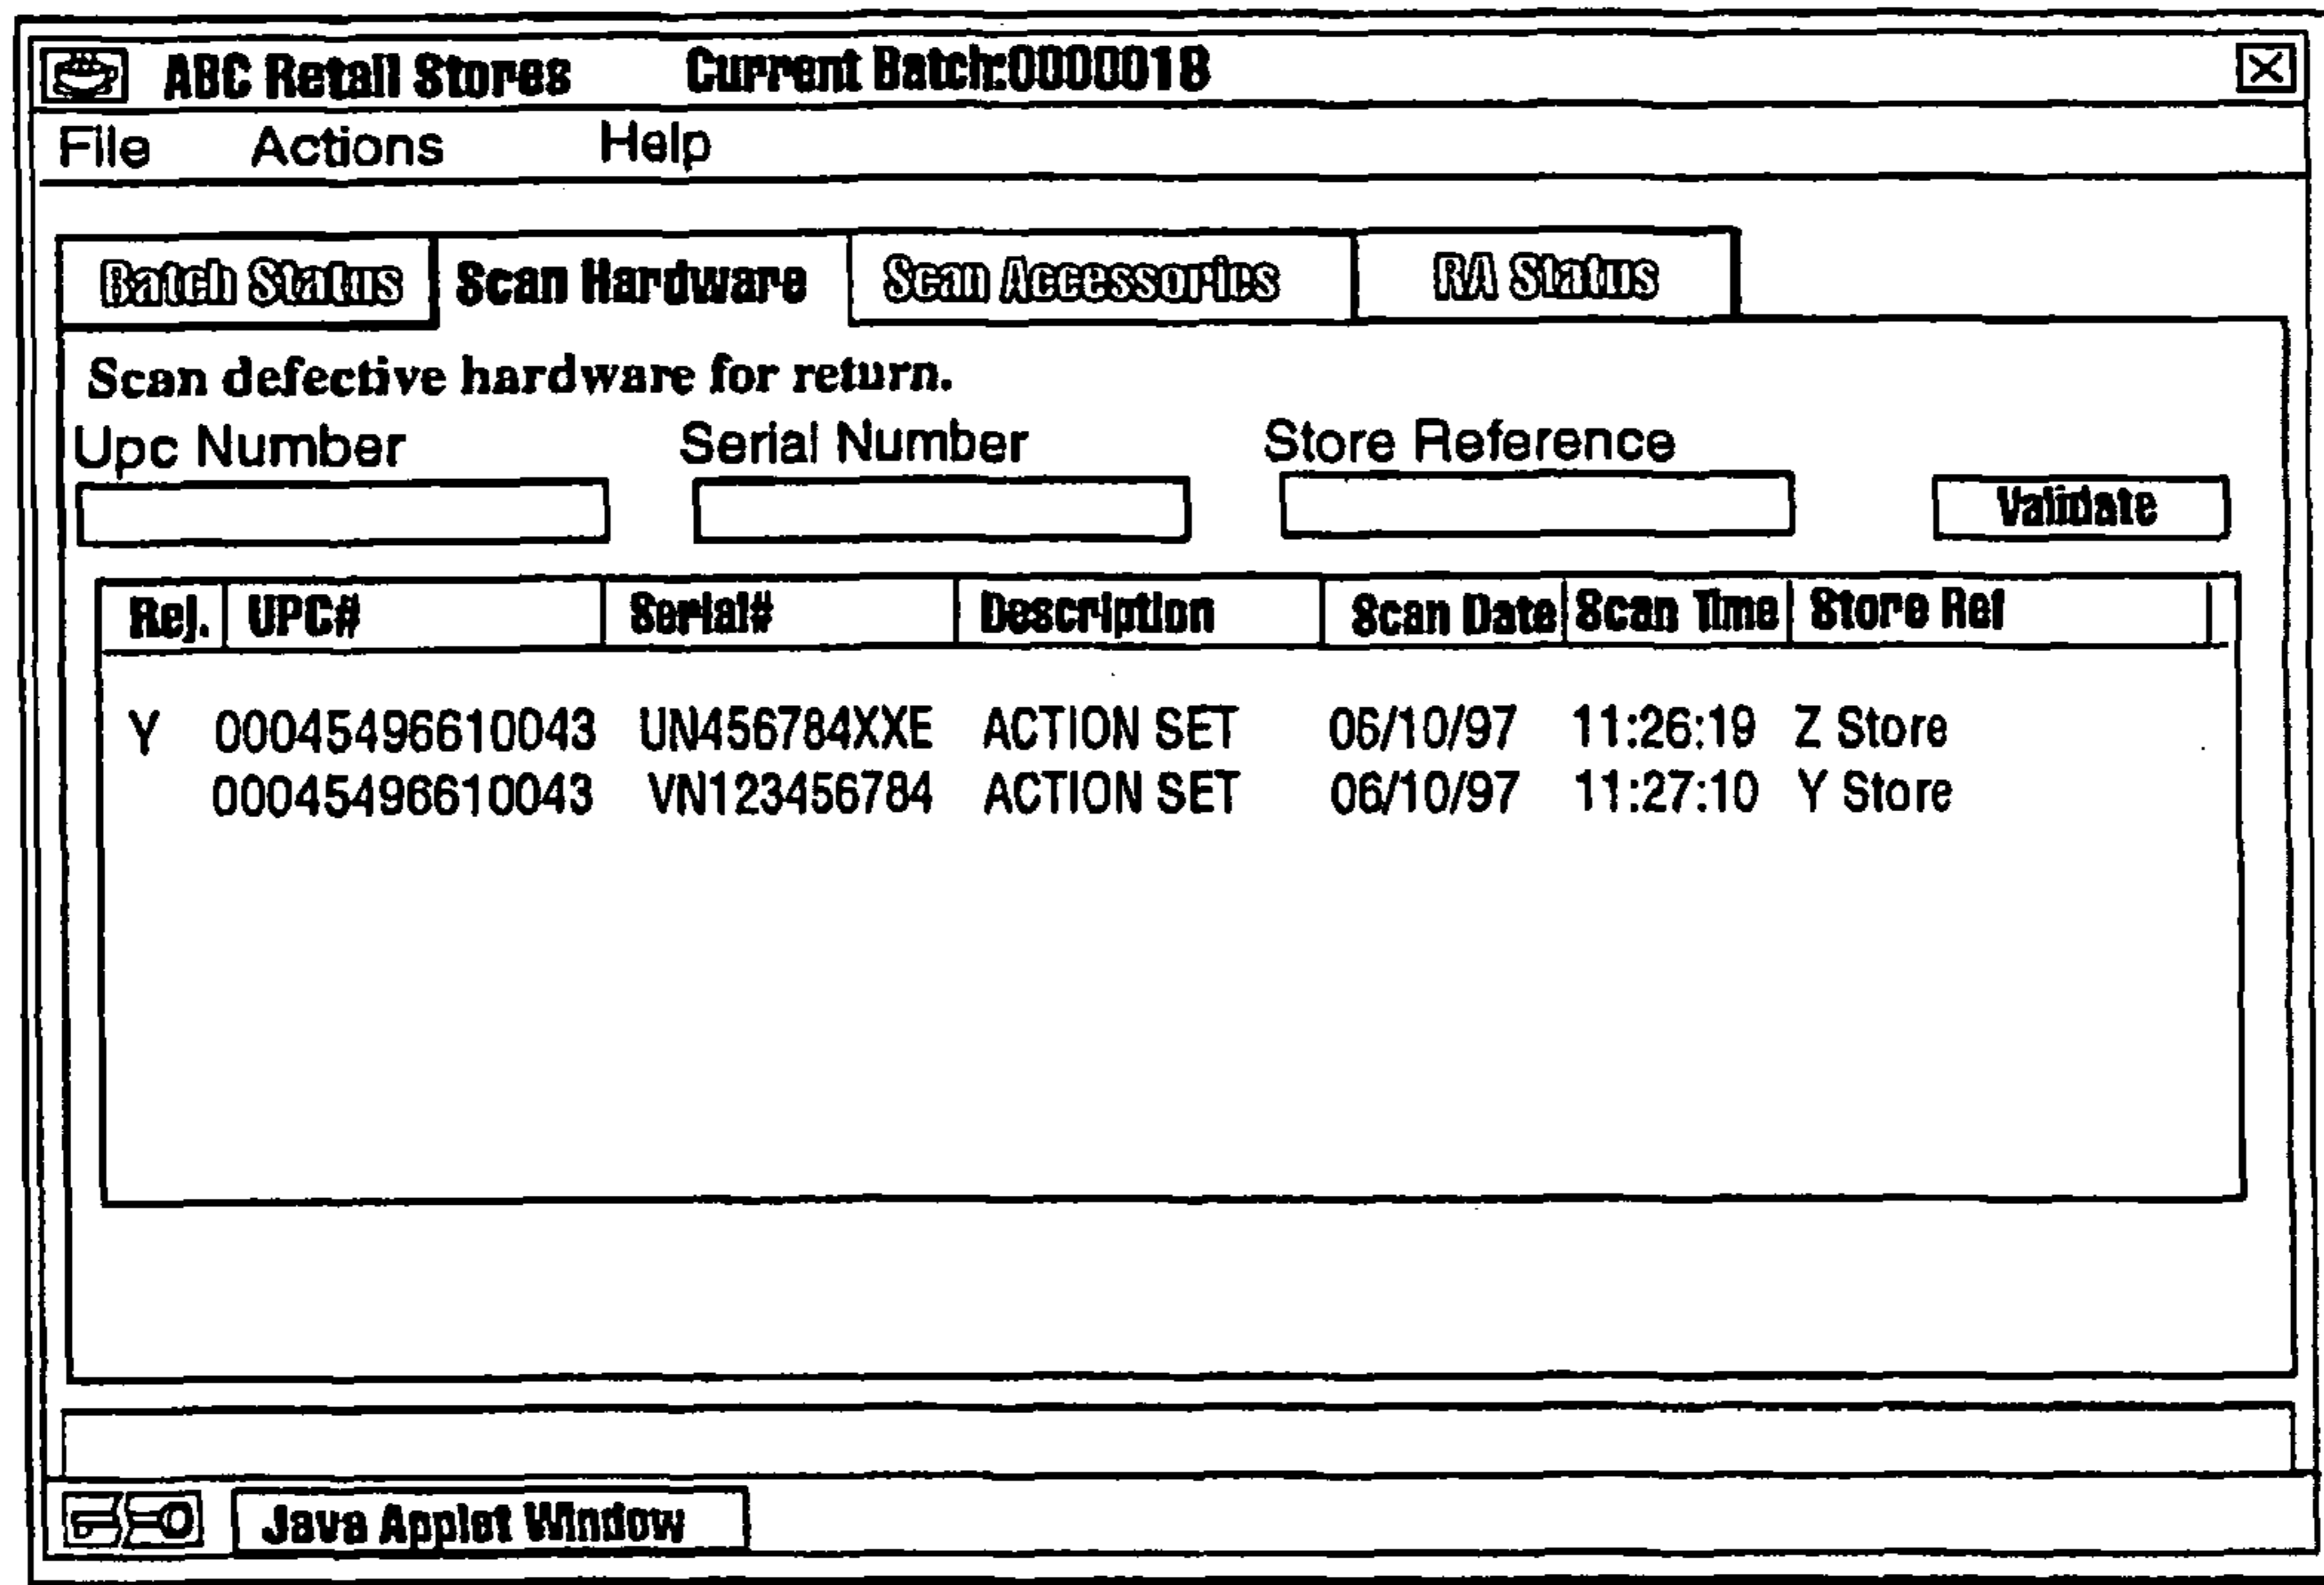 ABC Retail Stores Current Batch:0000018
File Actions Help
Batch Status Scan Hardware Scan Accessories RA Status
Scan defective hardware for return.
Upc Number Serial Number Store Reference
Validate
Rej. UPC# Serial# Description Scan Date Scan Time Store Ref
Y 00045496610043 UN456784XXE ACTION SET 06/10/97 11:26:19 Z Store
00045496610043 VN123456784 ACTION SET 06/10/97 11:27:10 Y Store
Java Applet Window